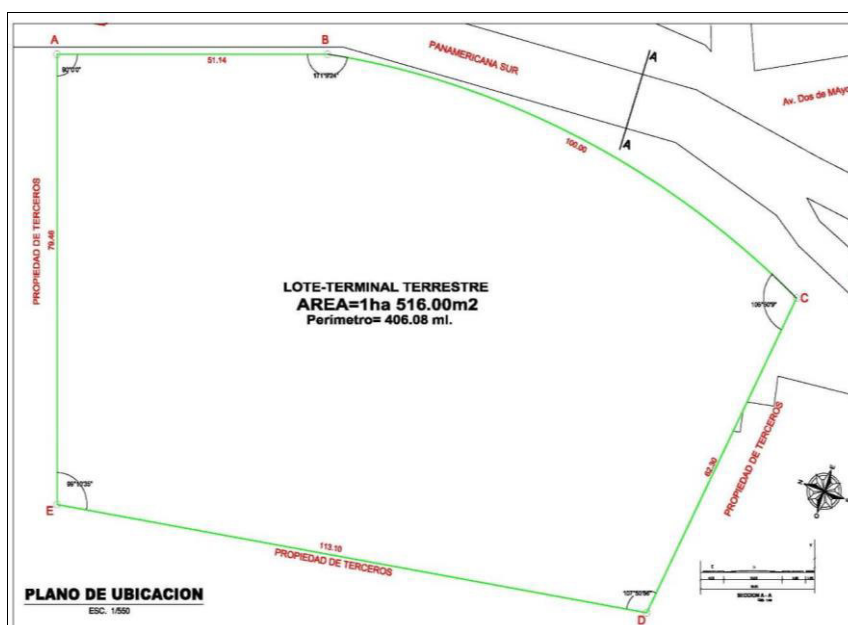 A
B
51.14
90°0'0"
PANAMERICANA SUR
A
Av. Dos de MAyo
A
100.00
PROPIEDAD DE TERCEROS
79.46
LOTE-TERMINAL TERRESTRE
AREA=1ha 516.00m2
Perímetro= 406.08 ml.
C
62.30
PROPIEDAD DE TERCEROS
E
N
E
O
113.10
PROPIEDAD DE TERCEROS
D
PLANO DE UBICACION
ESC. 1/550
SECCION A - A